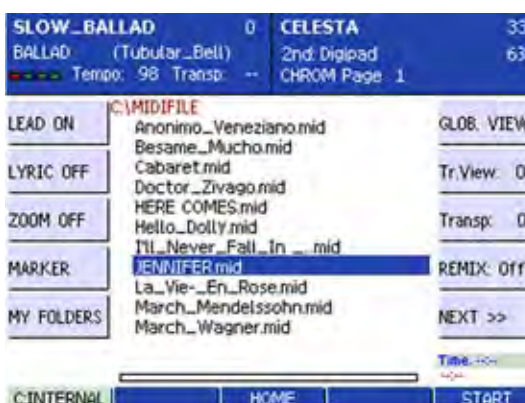 SLOW_BALLAD 0 CELESTA 33
BALLAD (Tubular_Bell) 2nd: Digipad 63
Tempo: 98 Transp: -- CHROM Page 1
C:\MIDIFILE
LEAD ON
LYRIC OFF
ZOOM OFF
MARKER
MY FOLDERS
Anonimo_Veneziano.mid
Besame_Mucho.mid
Cabaret.mid
Doctor_Zivago.mid
HERE COMES.mid
Hello_Dolly.mid
I'll_Never_Fall_In_....mid
JENNIFER.mid
La_Vie-_En_Rose.mid
March_Mendelssohn.mid
March_Wagner.mid
GLOB. VIEW
Tr.View: 0
Transp: 0
REMIX: Off
NEXT >>
Time.--:--
--:--
C:INTERNAL HOME START